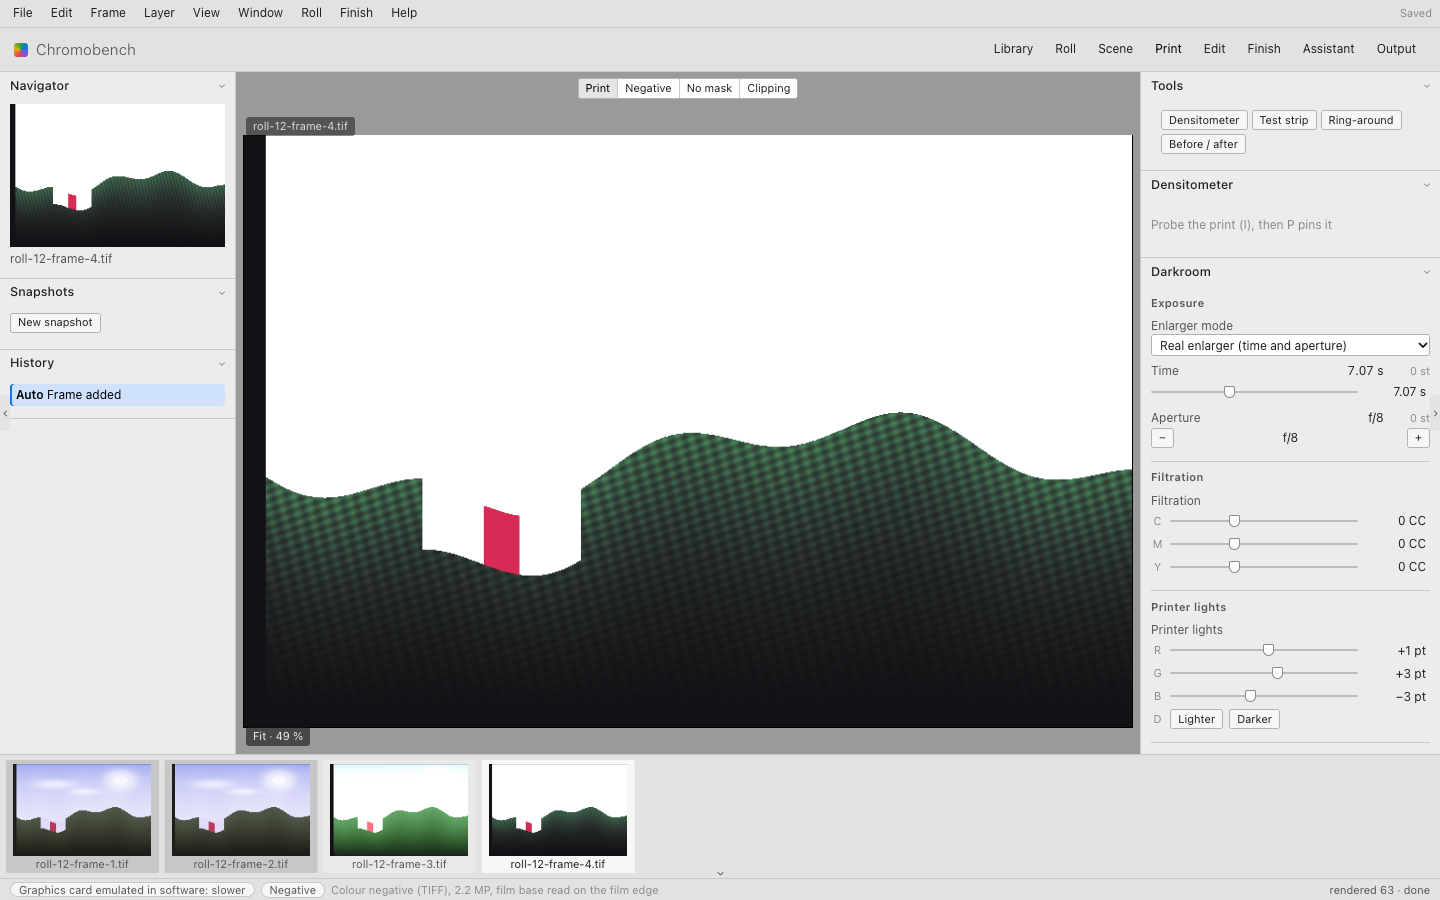 File Edit Frame Layer View Window Roll Finish Help
Saved
Chromobench
Library Roll Scene Print Edit Finish Assistant Output
Navigator
roll-12-frame-4.tif
Snapshots
New snapshot
History
Auto Frame added
Print Negative No mask Clipping
roll-12-frame-4.tif
Fit · 49 %
Tools
Densitometer Test strip Ring-around
Before / after
Densitometer
Probe the print (I), then P pins it
Darkroom
Exposure
Enlarger mode
Real enlarger (time and aperture)
Time 7.07 s 0 st
7.07 s
Aperture f/8 0 st
− f/8 +
Filtration
Filtration
C 0 CC
M 0 CC
Y 0 CC
Printer lights
Printer lights
R +1 pt
G +3 pt
B −3 pt
D Lighter Darker
roll-12-frame-1.tif roll-12-frame-2.tif roll-12-frame-3.tif roll-12-frame-4.tif
Graphics card emulated in software: slower Negative Colour negative (TIFF), 2.2 MP, film base read on the film edge
rendered 63 · done